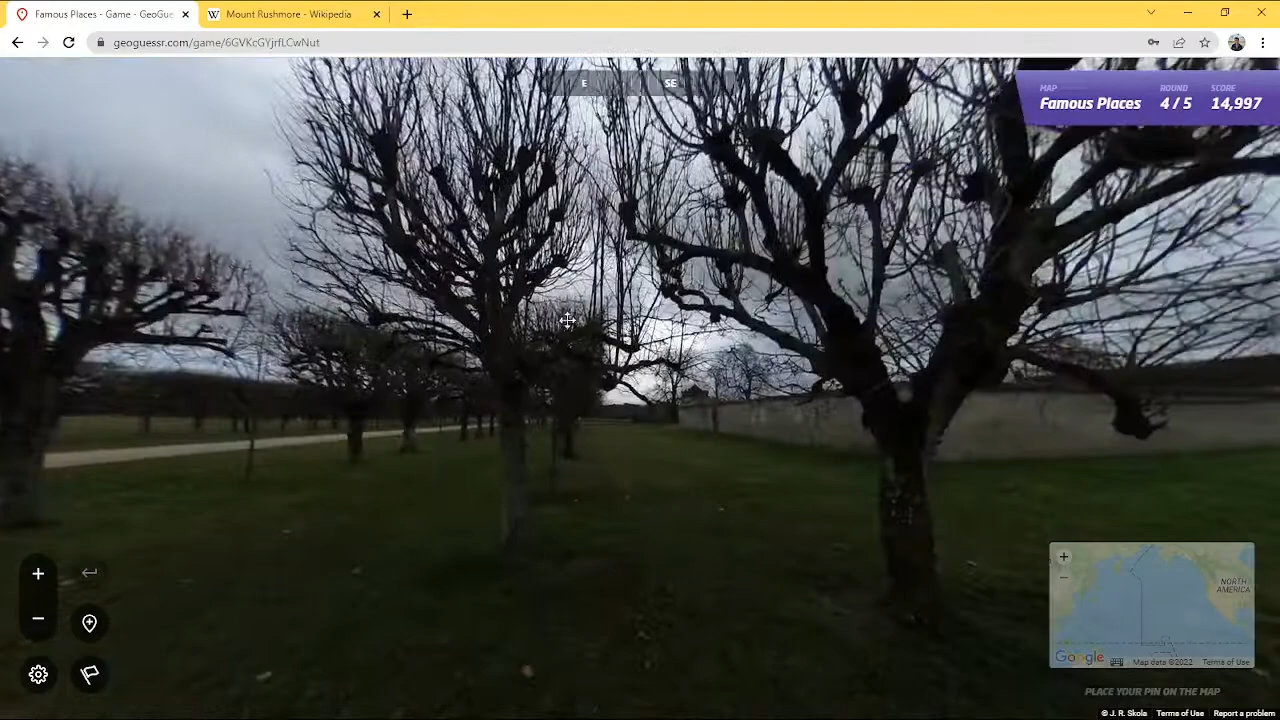 Famous Places - Game - GeoGue
Mount Rushmore - Wikipedia
geoguessr.com/game/6GVKcGYjrfLCwNut
E
SE
MAP
Famous Places
ROUND
4 / 5
SCORE
14,997
NORTH
AMERICA
Google
Map data ©2022
Terms of Use
PLACE YOUR PIN ON THE MAP
© J. R. Skola
Terms of Use
Report a problem